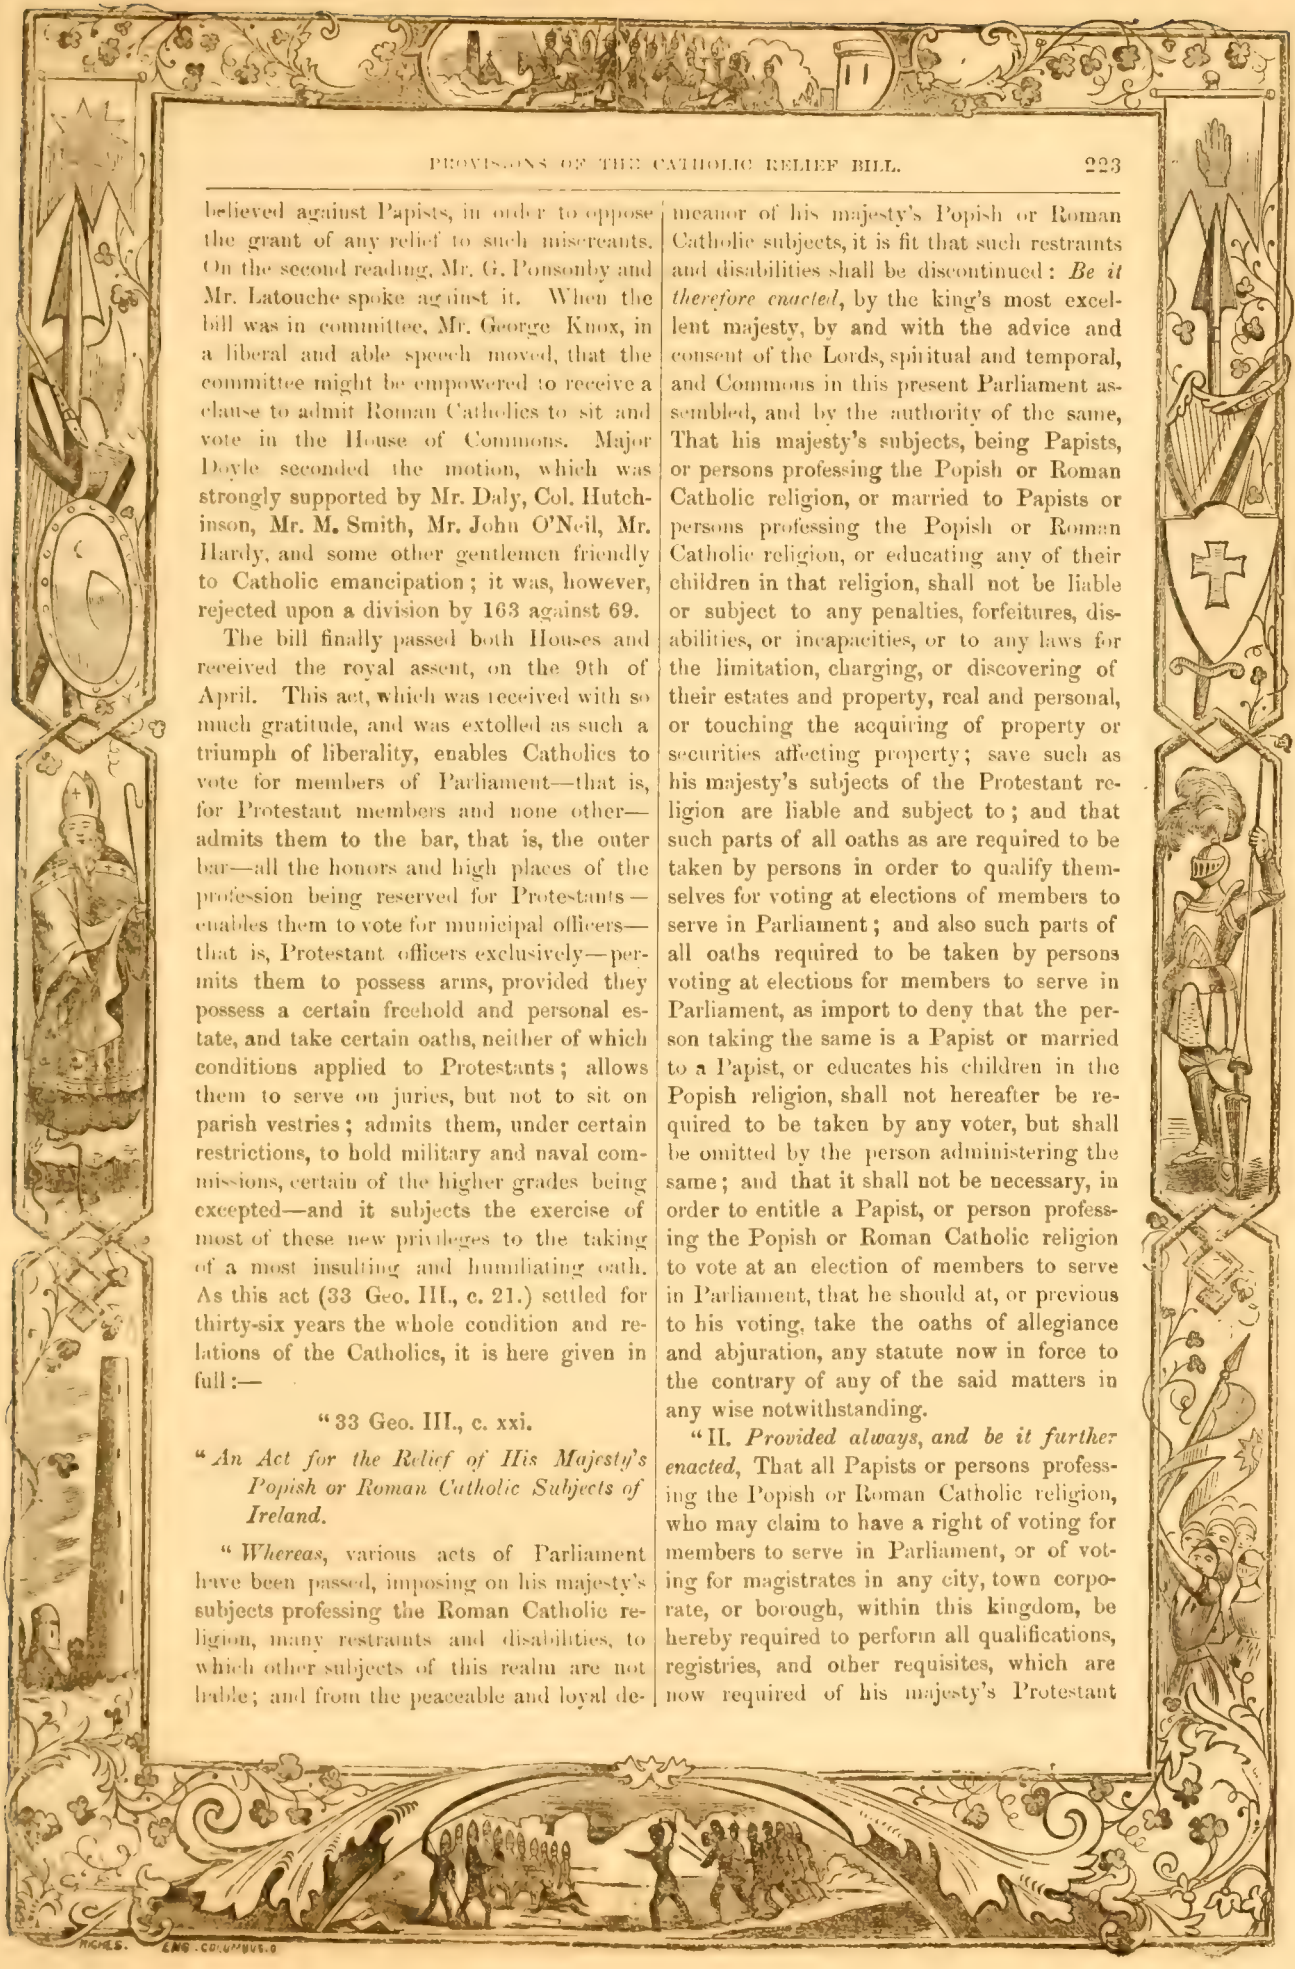 PROVISIONS OF THE CATHOLIC RELIEF BILL. 223
believed against Papists, in order to oppose
the grant of any relief to such miscreants.
On the second reading, Mr. G. Ponsonby and
Mr. Latouche spoke against it. When the
bill was in committee, Mr. George Knox, in
a liberal and able speech moved, that the
committee might be empowered to receive a
clause to admit Roman Catholics to sit and
vote in the House of Commons. Major
Doyle seconded the motion, which was
strongly supported by Mr. Daly, Col. Hutch-
inson, Mr. M. Smith, Mr. John O'Neil, Mr.
Hardy, and some other gentlemen friendly
to Catholic emancipation; it was, however,
rejected upon a division by 163 against 69.
The bill finally passed both Houses and
received the royal assent, on the 9th of
April. This act, which was received with so
much gratitude, and was extolled as such a
triumph of liberality, enables Catholics to
vote for members of Parliament—that is,
for Protestant members and none other—
admits them to the bar, that is, the outer
bar—all the honors and high places of the
profession being reserved for Protestants—
enables them to vote for municipal officers—
that is, Protestant officers exclusively—per-
mits them to possess arms, provided they
possess a certain freehold and personal es-
tate, and take certain oaths, neither of which
conditions applied to Protestants; allows
them to serve on juries, but not to sit on
parish vestries; admits them, under certain
restrictions, to hold military and naval com-
missions, certain of the higher grades being
excepted—and it subjects the exercise of
most of these new privileges to the taking
of a most insulting and humiliating oath.
As this act (33 Geo. III., c. 21.) settled for
thirty-six years the whole condition and re-
lations of the Catholics, it is here given in
full:—
"33 Geo. III., c. xxi.
"An Act for the Relief of His Majesty's
Popish or Roman Catholic Subjects of
Ireland.
"Whereas, various acts of Parliament
have been passed, imposing on his majesty's
subjects professing the Roman Catholic re-
ligion, many restraints and disabilities, to
which other subjects of this realm are not
liable; and from the peaceable and loyal de-
meanor of his majesty's Popish or Roman
Catholic subjects, it is fit that such restraints
and disabilities shall be discontinued: Be it
therefore enacted, by the king's most excel-
lent majesty, by and with the advice and
consent of the Lords, spiritual and temporal,
and Commons in this present Parliament as-
sembled, and by the authority of the same,
That his majesty's subjects, being Papists,
or persons professing the Popish or Roman
Catholic religion, or married to Papists or
persons professing the Popish or Roman
Catholic religion, or educating any of their
children in that religion, shall not be liable
or subject to any penalties, forfeitures, dis-
abilities, or incapacities, or to any laws for
the limitation, charging, or discovering of
their estates and property, real and personal,
or touching the acquiring of property or
securities affecting property; save such as
his majesty's subjects of the Protestant re-
ligion are liable and subject to; and that
such parts of all oaths as are required to be
taken by persons in order to qualify them-
selves for voting at elections of members to
serve in Parliament; and also such parts of
all oaths required to be taken by persons
voting at elections for members to serve in
Parliament, as import to deny that the per-
son taking the same is a Papist or married
to a Papist, or educates his children in the
Popish religion, shall not hereafter be re-
quired to be taken by any voter, but shall
be omitted by the person administering the
same; and that it shall not be necessary, in
order to entitle a Papist, or person profess-
ing the Popish or Roman Catholic religion
to vote at an election of members to serve
in Parliament, that he should at, or previous
to his voting, take the oaths of allegiance
and abjuration, any statute now in force to
the contrary of any of the said matters in
any wise notwithstanding.
"II. Provided always, and be it further
enacted, That all Papists or persons profess-
ing the Popish or Roman Catholic religion,
who may claim to have a right of voting for
members to serve in Parliament, or of vot-
ing for magistrates in any city, town corpo-
rate, or borough, within this kingdom, be
hereby required to perform all qualifications,
registries, and other requisites, which are
now required of his majesty's Protestant
ENG. COLUMBUS. O